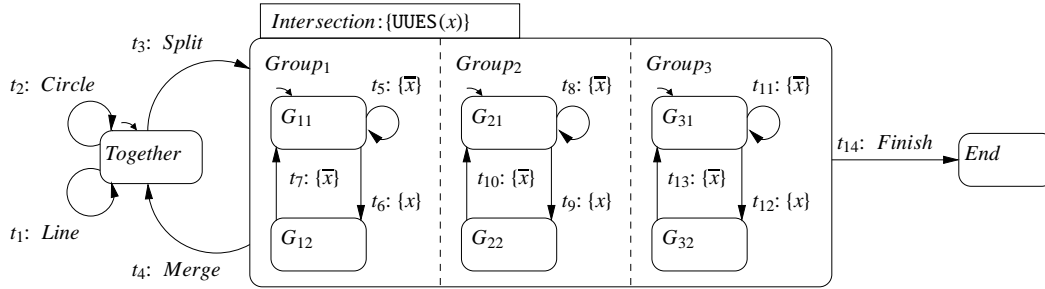 Intersection:{UUES(x)}
t₃: Split
t₂: Circle
Together
t₁: Line
t₄: Merge
Group₁
t₅: {x̅}
G₁₁
t₇: {x̅}
t₆: {x}
G₁₂
Group₂
t₈: {x̅}
G₂₁
t₁₀: {x̅}
t₉: {x}
G₂₂
Group₃
t₁₁: {x̅}
G₃₁
t₁₃: {x̅}
t₁₂: {x}
G₃₂
t₁₄: Finish
End